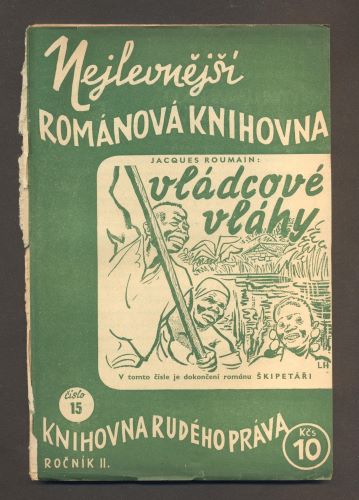 Nejlevnější
ROMÁNOVÁ KNIHOVNA
JACQUES ROUMAIN:
vládcové
vláhy
LH
V tomto čísle je dokončení románu ŠKIPETÁŘI
číslo
15
KNIHOVNA RUDÉHO PRÁVA
ROČNÍK II.
Kčs
10